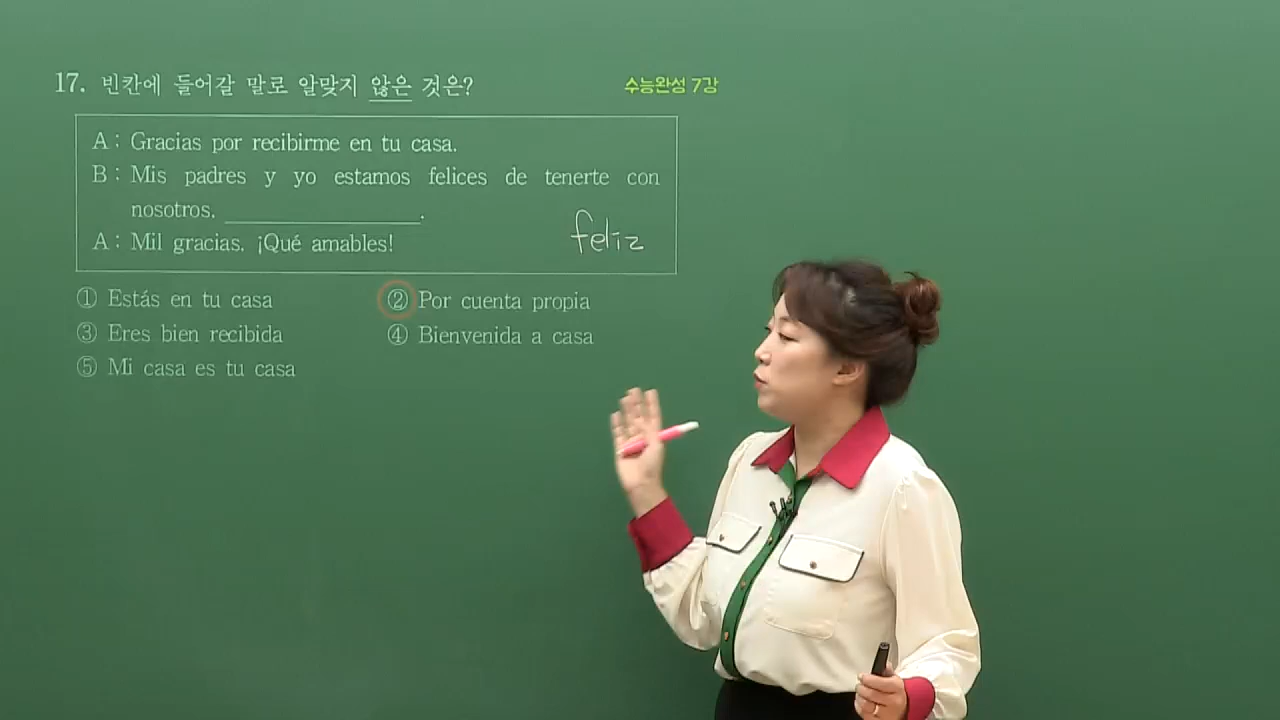 17. 빈칸에 들어갈 말로 알맞지 않은 것은?
수능완성 7강
A : Gracias por recibirme en tu casa.
B : Mis padres y yo estamos felices de tenerte con
nosotros. ____________.
A : Mil gracias. ¡Qué amables!
feliz
① Estás en tu casa
② Por cuenta propia
③ Eres bien recibida
④ Bienvenida a casa
⑤ Mi casa es tu casa